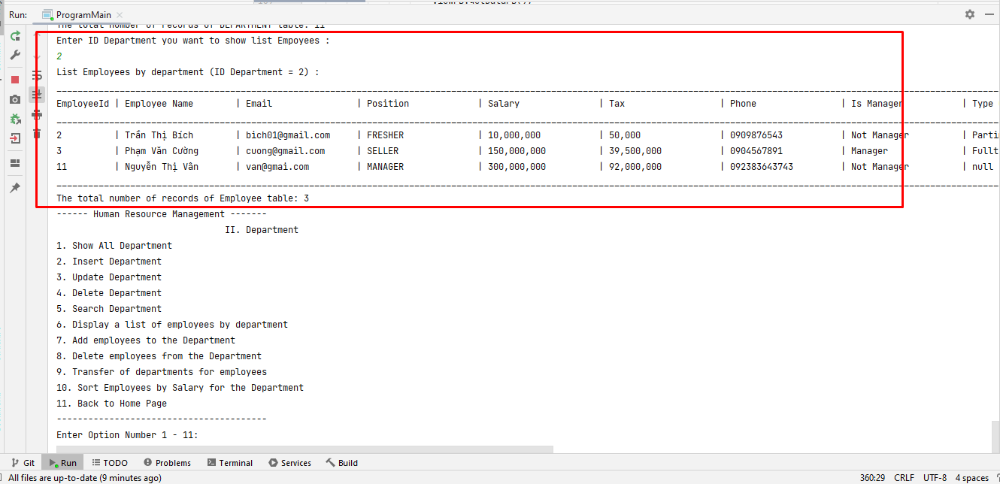 Run: ProgramMain
The total number of records of DEPARTMENT table: 11
Enter ID Department you want to show list Empoyees :
2
List Employees by department (ID Department = 2) :
EmployeeId | Employee Name | Email | Position | Salary | Tax | Phone | Is Manager | Type
2 | Trần Thị Bích | bich01@gmail.com | FRESHER | 10,000,000 | 50,000 | 0909876543 | Not Manager | Parti
3 | Phạm Văn Cường | cuong@gmail.com | SELLER | 150,000,000 | 39,500,000 | 0904567891 | Manager | Fullt
11 | Nguyễn Thị Vân | van@gmai.com | MANAGER | 300,000,000 | 92,000,000 | 092383643743 | Not Manager | null
The total number of records of Employee table: 3
------ Human Resource Management -------
II. Department
1. Show All Department
2. Insert Department
3. Update Department
4. Delete Department
5. Search Department
6. Display a list of employees by department
7. Add employees to the Department
8. Delete employees from the Department
9. Transfer of departments for employees
10. Sort Employees by Salary for the Department
11. Back to Home Page
----------------------------------------
Enter Option Number 1 - 11:
Git Run TODO Problems Terminal Services Build
All files are up-to-date (9 minutes ago) 360:29 CRLF UTF-8 4 spaces